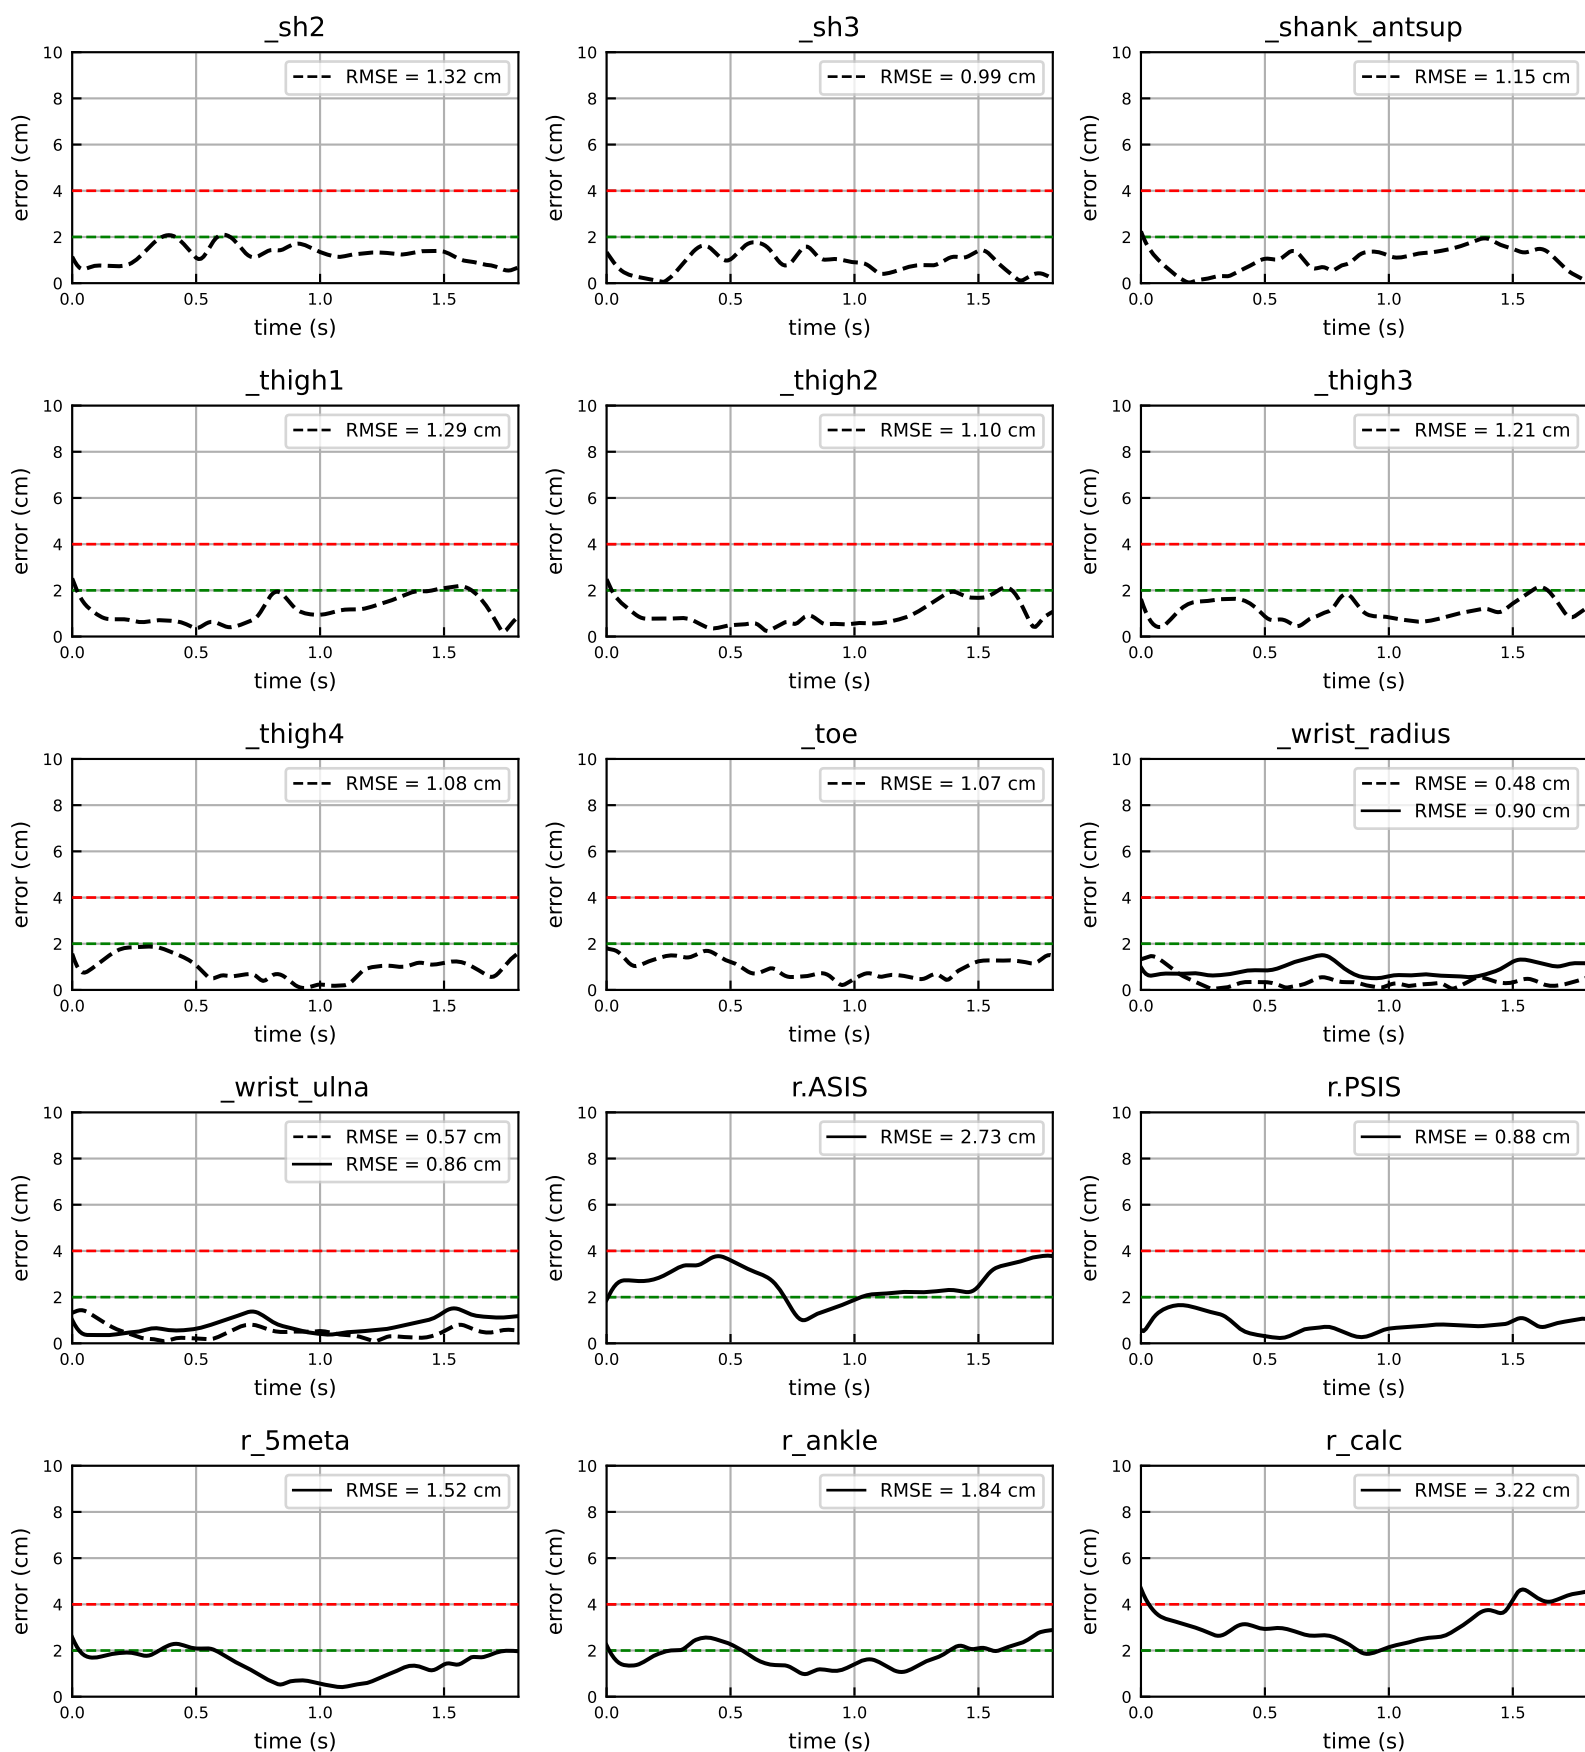 _sh2
_sh3
_shank_antsup
RMSE = 1.32 cm
RMSE = 0.99 cm
RMSE = 1.15 cm
error (cm)
error (cm)
error (cm)
10
8
6
4
2
0
10
8
6
4
2
0
10
8
6
4
2
0
0.0 0.5 1.0 1.5
0.0 0.5 1.0 1.5
0.0 0.5 1.0 1.5
time (s)
time (s)
time (s)
_thigh1
_thigh2
_thigh3
RMSE = 1.29 cm
RMSE = 1.10 cm
RMSE = 1.21 cm
error (cm)
error (cm)
error (cm)
10
8
6
4
2
0
10
8
6
4
2
0
10
8
6
4
2
0
0.0 0.5 1.0 1.5
0.0 0.5 1.0 1.5
0.0 0.5 1.0 1.5
time (s)
time (s)
time (s)
_thigh4
_toe
_wrist_radius
RMSE = 1.08 cm
RMSE = 1.07 cm
RMSE = 0.48 cm
RMSE = 0.90 cm
error (cm)
error (cm)
error (cm)
10
8
6
4
2
0
10
8
6
4
2
0
10
8
6
4
2
0
0.0 0.5 1.0 1.5
0.0 0.5 1.0 1.5
0.0 0.5 1.0 1.5
time (s)
time (s)
time (s)
_wrist_ulna
r.ASIS
r.PSIS
RMSE = 0.57 cm
RMSE = 0.86 cm
RMSE = 2.73 cm
RMSE = 0.88 cm
error (cm)
error (cm)
error (cm)
10
8
6
4
2
0
10
8
6
4
2
0
10
8
6
4
2
0
0.0 0.5 1.0 1.5
0.0 0.5 1.0 1.5
0.0 0.5 1.0 1.5
time (s)
time (s)
time (s)
r_5meta
r_ankle
r_calc
RMSE = 1.52 cm
RMSE = 1.84 cm
RMSE = 3.22 cm
error (cm)
error (cm)
error (cm)
10
8
6
4
2
0
10
8
6
4
2
0
10
8
6
4
2
0
0.0 0.5 1.0 1.5
0.0 0.5 1.0 1.5
0.0 0.5 1.0 1.5
time (s)
time (s)
time (s)